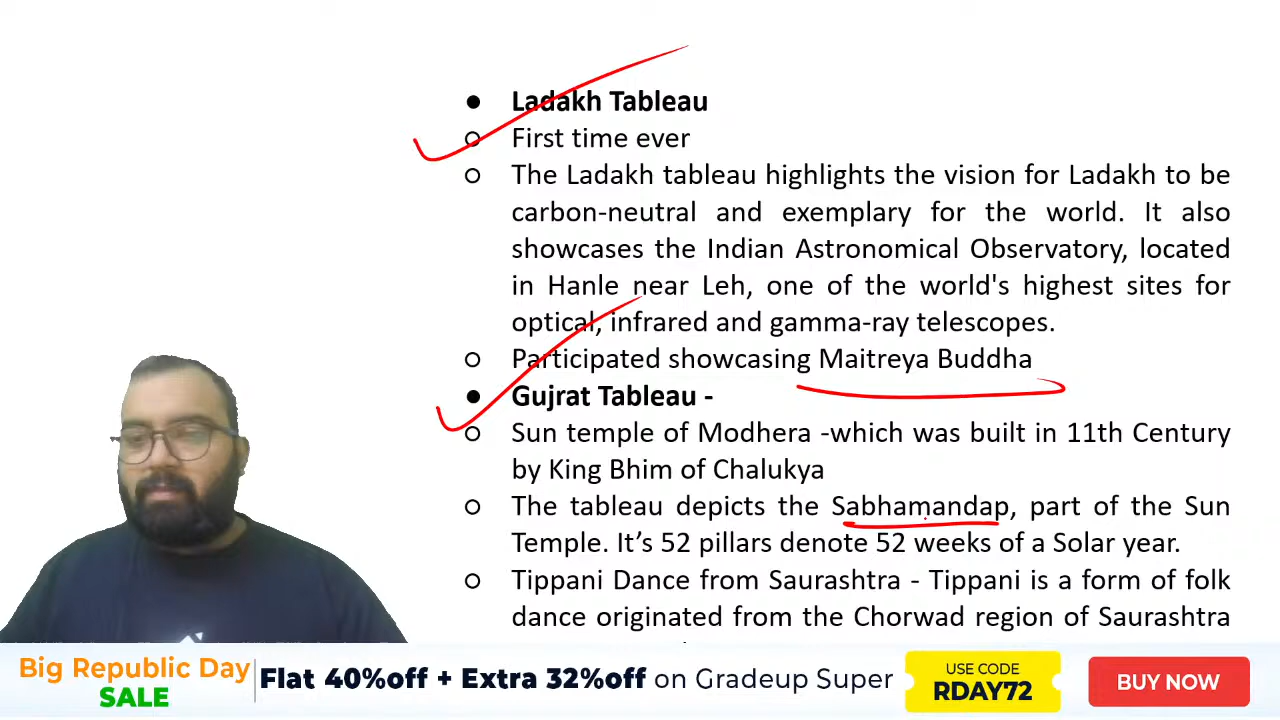 ● Ladakh Tableau
○ First time ever
○ The Ladakh tableau highlights the vision for Ladakh to be
carbon-neutral and exemplary for the world. It also
showcases the Indian Astronomical Observatory, located
in Hanle near Leh, one of the world's highest sites for
optical, infrared and gamma-ray telescopes.
○ Participated showcasing Maitreya Buddha
● Gujrat Tableau -
○ Sun temple of Modhera -which was built in 11th Century
by King Bhim of Chalukya
○ The tableau depicts the Sabhamandap, part of the Sun
Temple. It’s 52 pillars denote 52 weeks of a Solar year.
○ Tippani Dance from Saurashtra - Tippani is a form of folk
dance originated from the Chorwad region of Saurashtra
Big Republic Day
SALE
Flat 40%off + Extra 32%off on Gradeup Super
USE CODE
RDAY72
BUY NOW